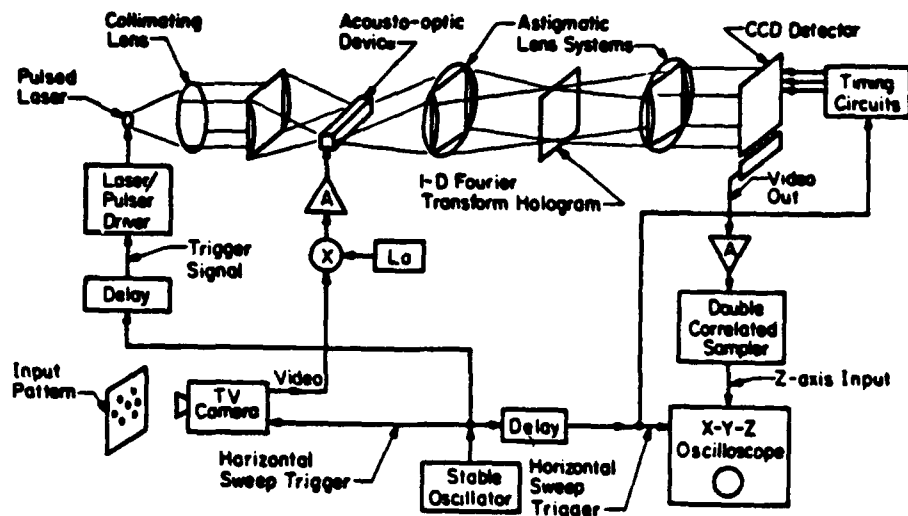 Collimating
Lens
Acousto-optic
Device
Astigmatic
Lens Systems
CCD Detector
Pulsed
Laser
Timing
Circuits
Laser/
Pulser
Driver
A
1-D Fourier
Transform Hologram
Video
Out
Trigger
Signal
X
Lo
A
Delay
Double
Correlated
Sampler
Input
Pattern
Video
TV
Camera
Z-axis Input
Delay
X-Y-Z
Oscilloscope
Horizontal
Sweep Trigger
Stable
Oscillator
Horizontal
Sweep
Trigger